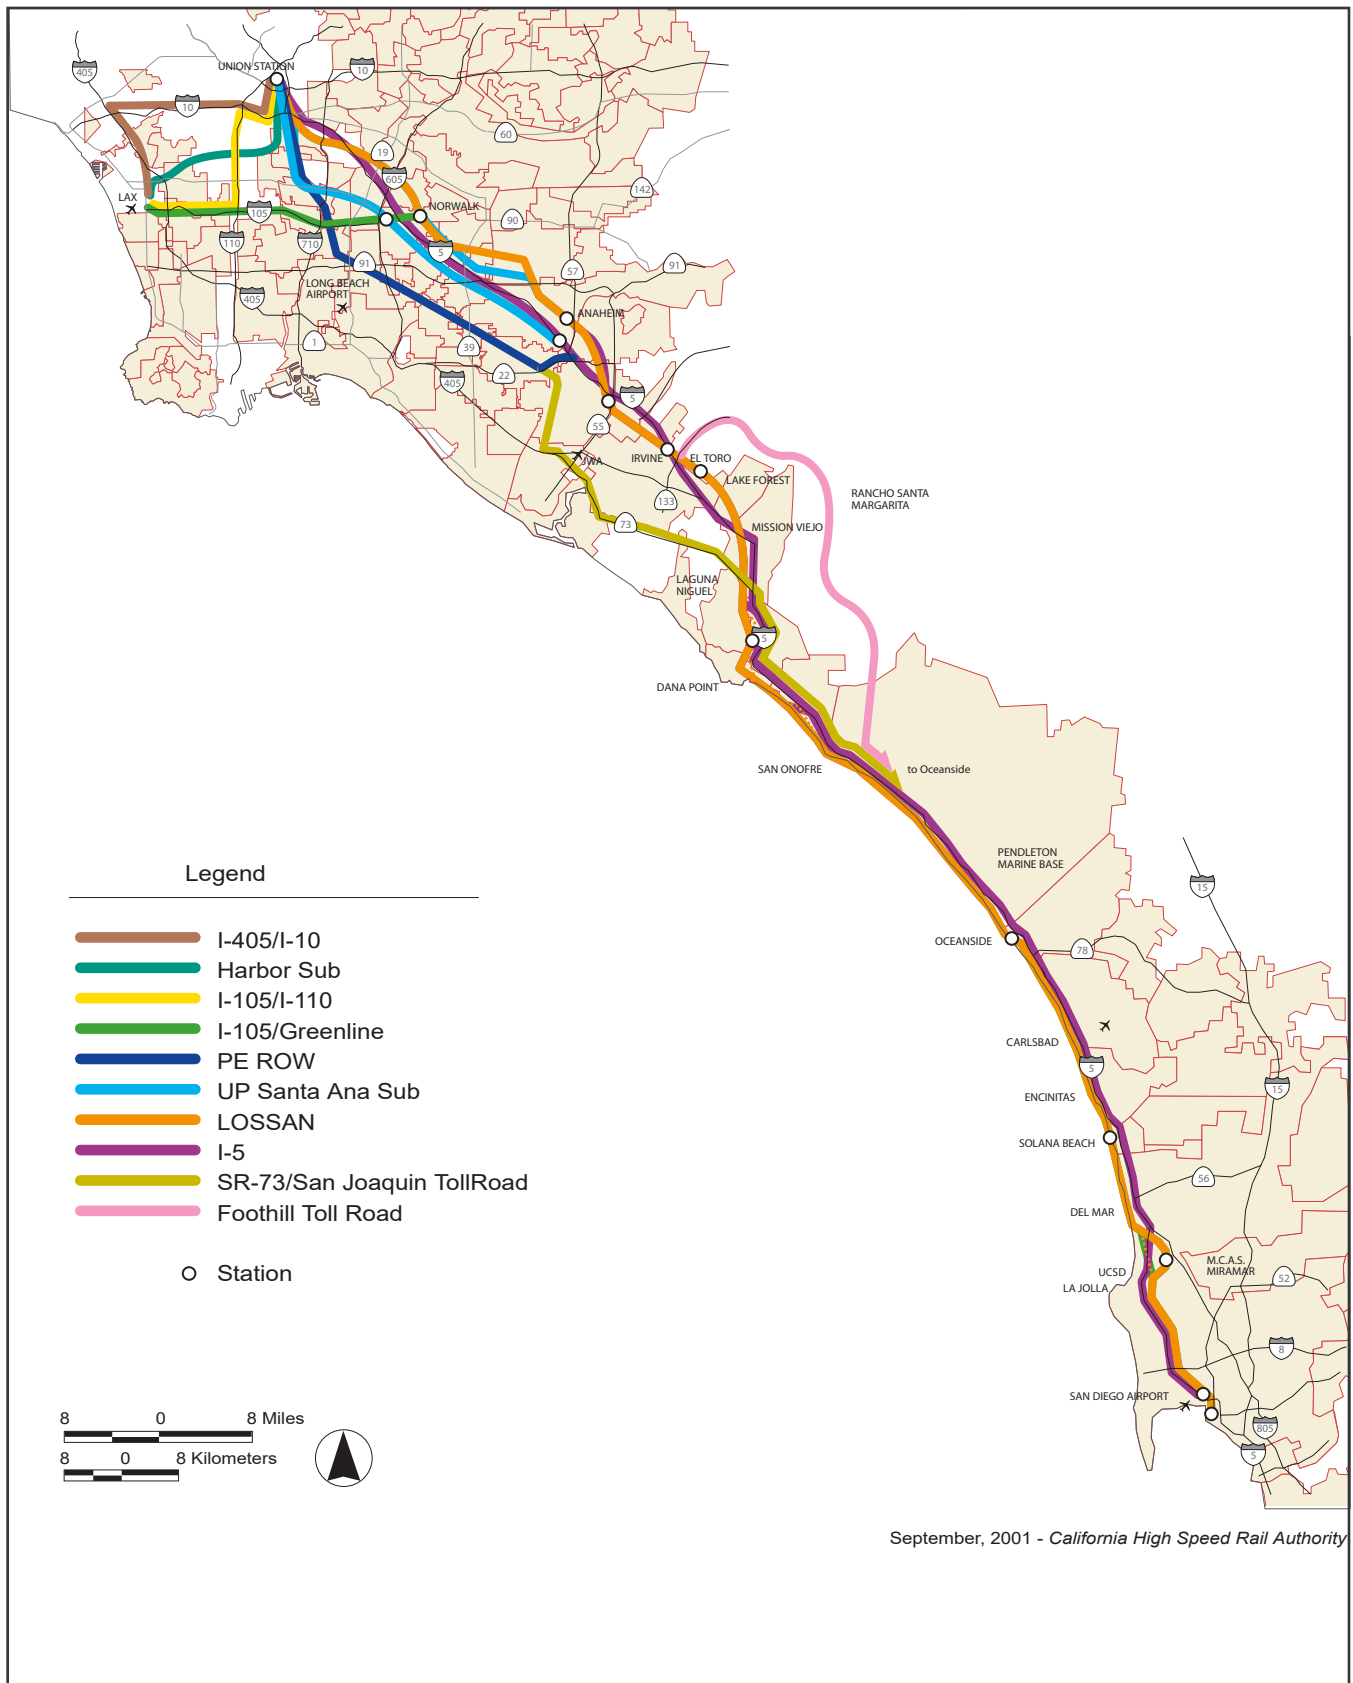 UNION STATION
405
10
10
60
19
605
142
LAX
105
NORWALK
90
110
710
5
91
57
91
LONG BEACH
AIRPORT
405
ANAHEIM
1
39
22
405
5
55
IRVINE
EL TORO
JWA
LAKE FOREST
133
RANCHO SANTA
MARGARITA
73
MISSION VIEJO
LAGUNA
NIGUEL
5
DANA POINT
SAN ONOFRE
to Oceanside
PENDLETON
MARINE BASE
15
OCEANSIDE
78
CARLSBAD
5
15
ENCINITAS
SOLANA BEACH
56
DEL MAR
UCSD
M.C.A.S.
MIRAMAR
52
LA JOLLA
8
SAN DIEGO AIRPORT
805
5
Legend
I-405/I-10
Harbor Sub
I-105/I-110
I-105/Greenline
PE ROW
UP Santa Ana Sub
LOSSAN
I-5
SR-73/San Joaquin TollRoad
Foothill Toll Road
Station
8 0 8 Miles
8 0 8 Kilometers
September, 2001 - California High Speed Rail Authority